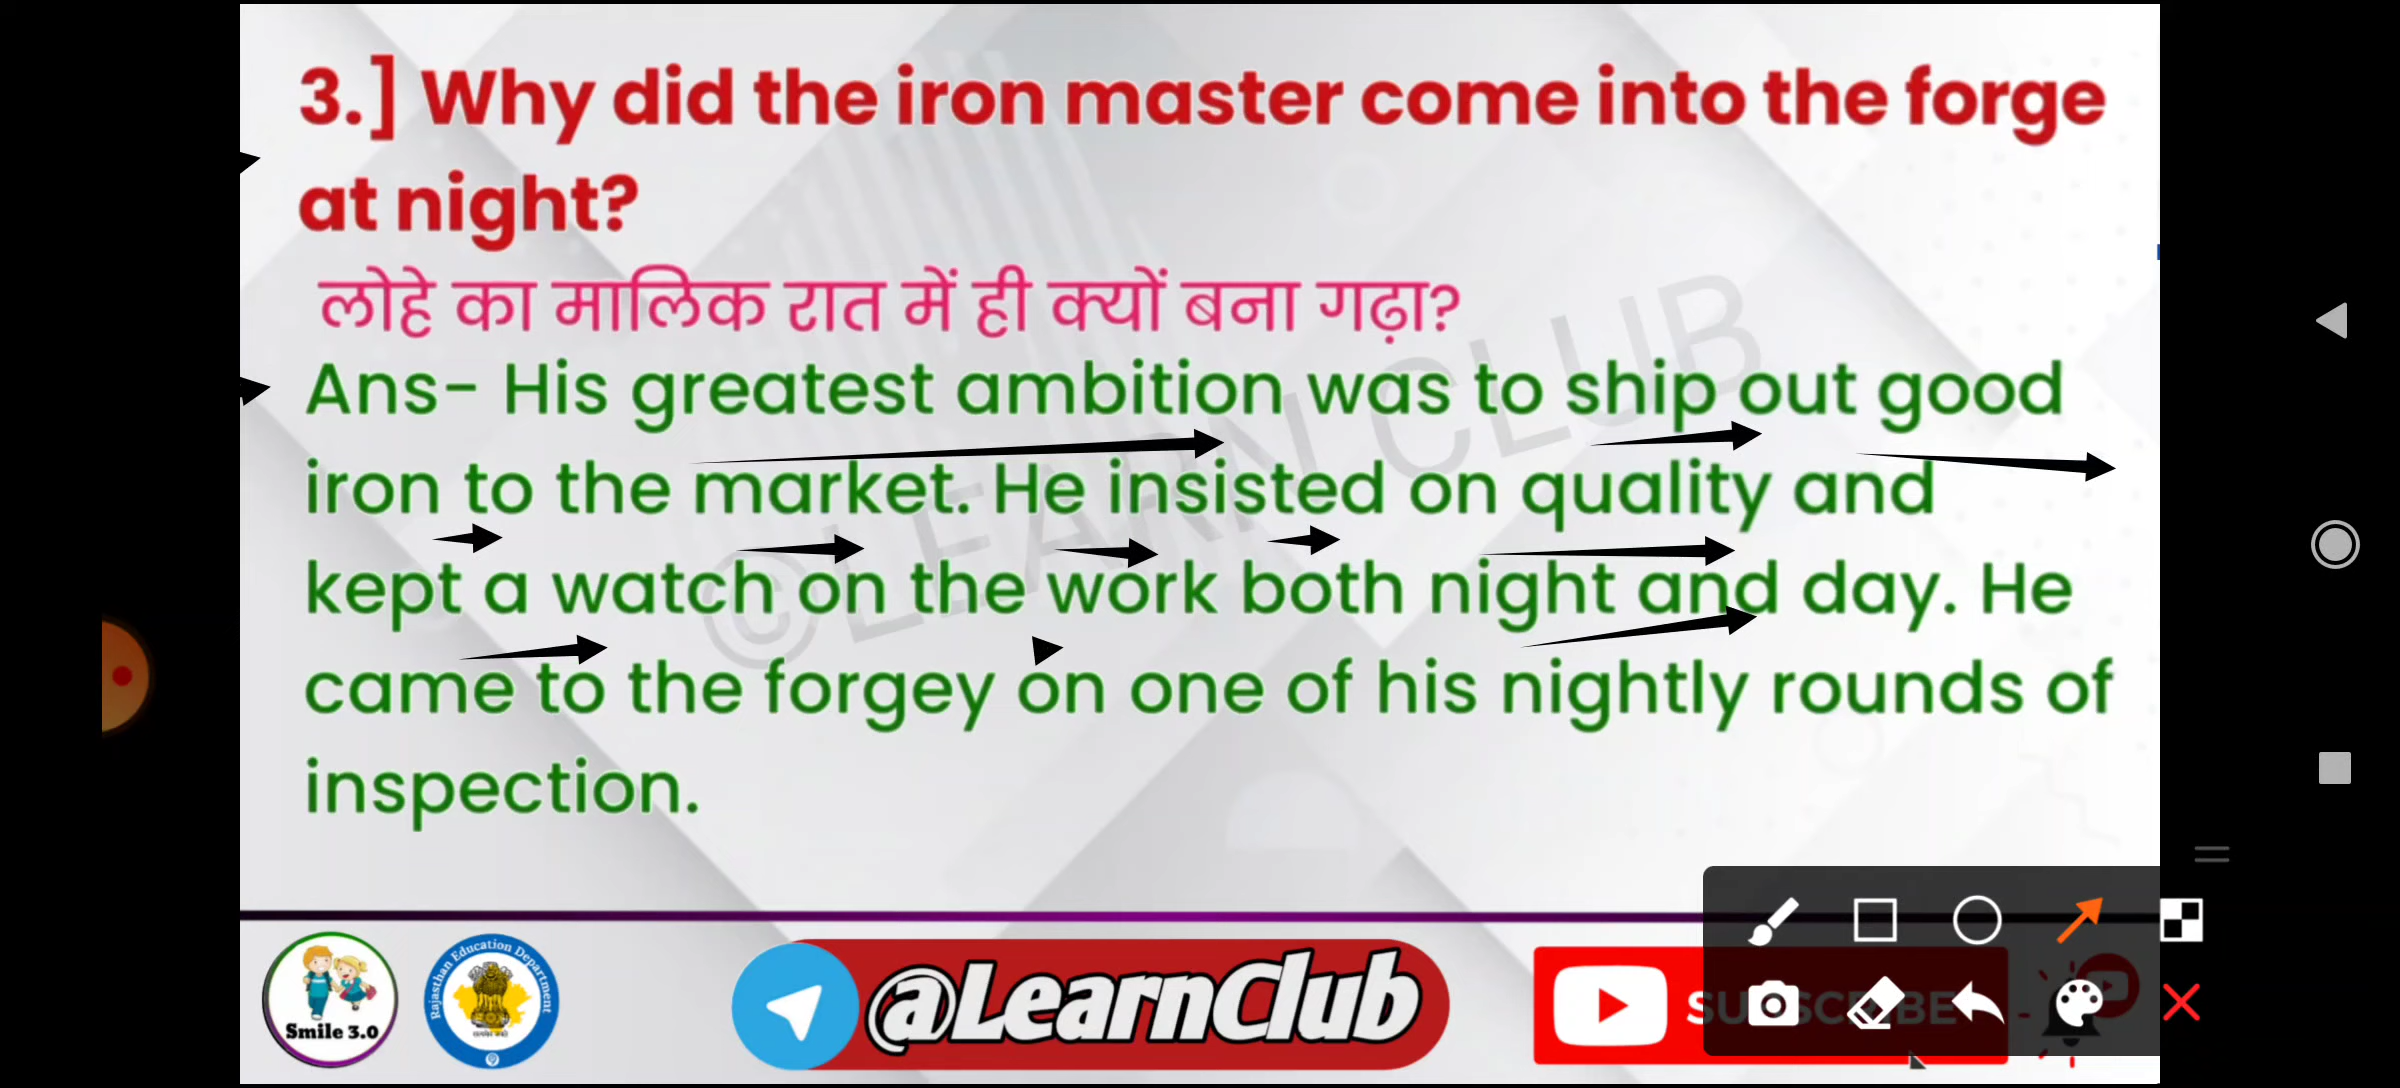 3.] Why did the iron master come into the forge
at night?
लोहे का मालिक रात में ही क्यों बना गढ़ा?
Ans- His greatest ambition was to ship out good
iron to the market. He insisted on quality and
kept a watch on the work both night and day. He
came to the forgey on one of his nightly rounds of
inspection.
©LEARN CLUB
Smile 3.0
Rajasthan Education Department
@LearnClub
SUBSCRIBE